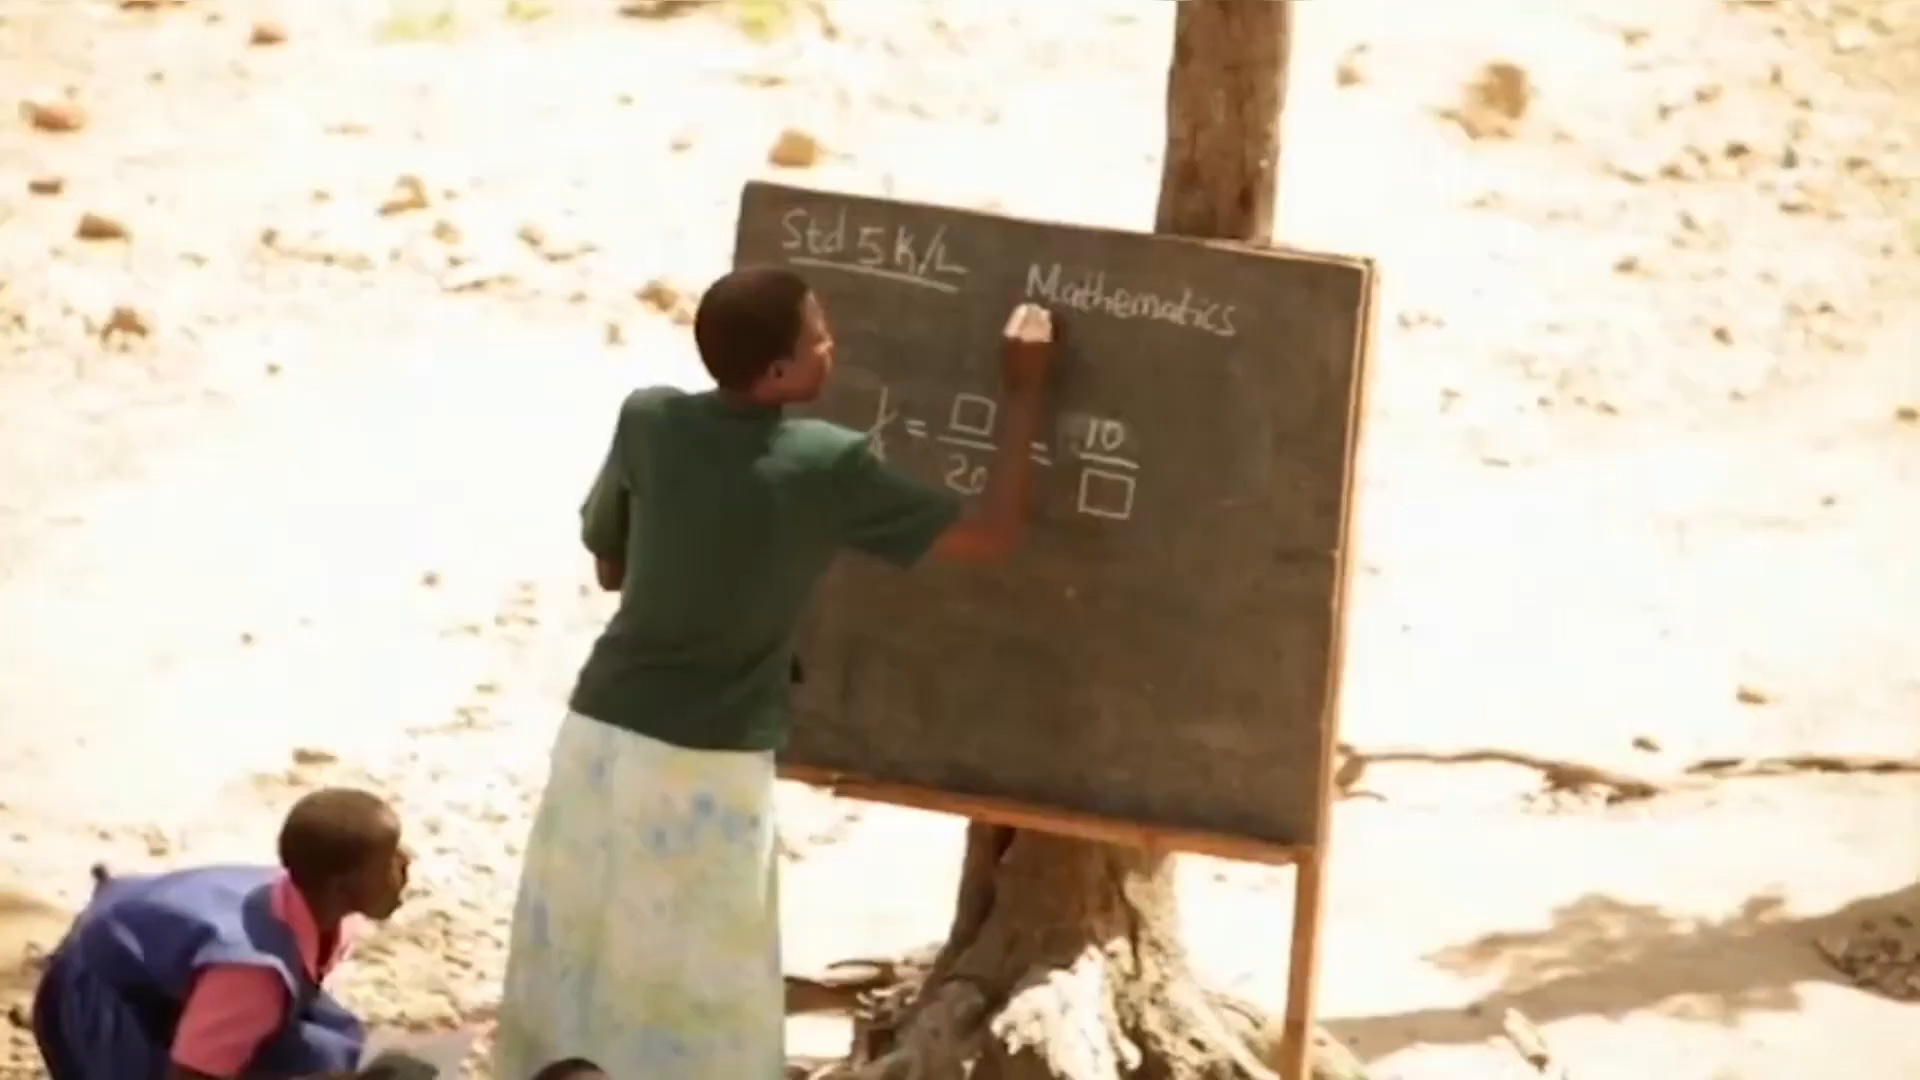 Std 5 K/L
Mathematics
= □/20 = 10/□